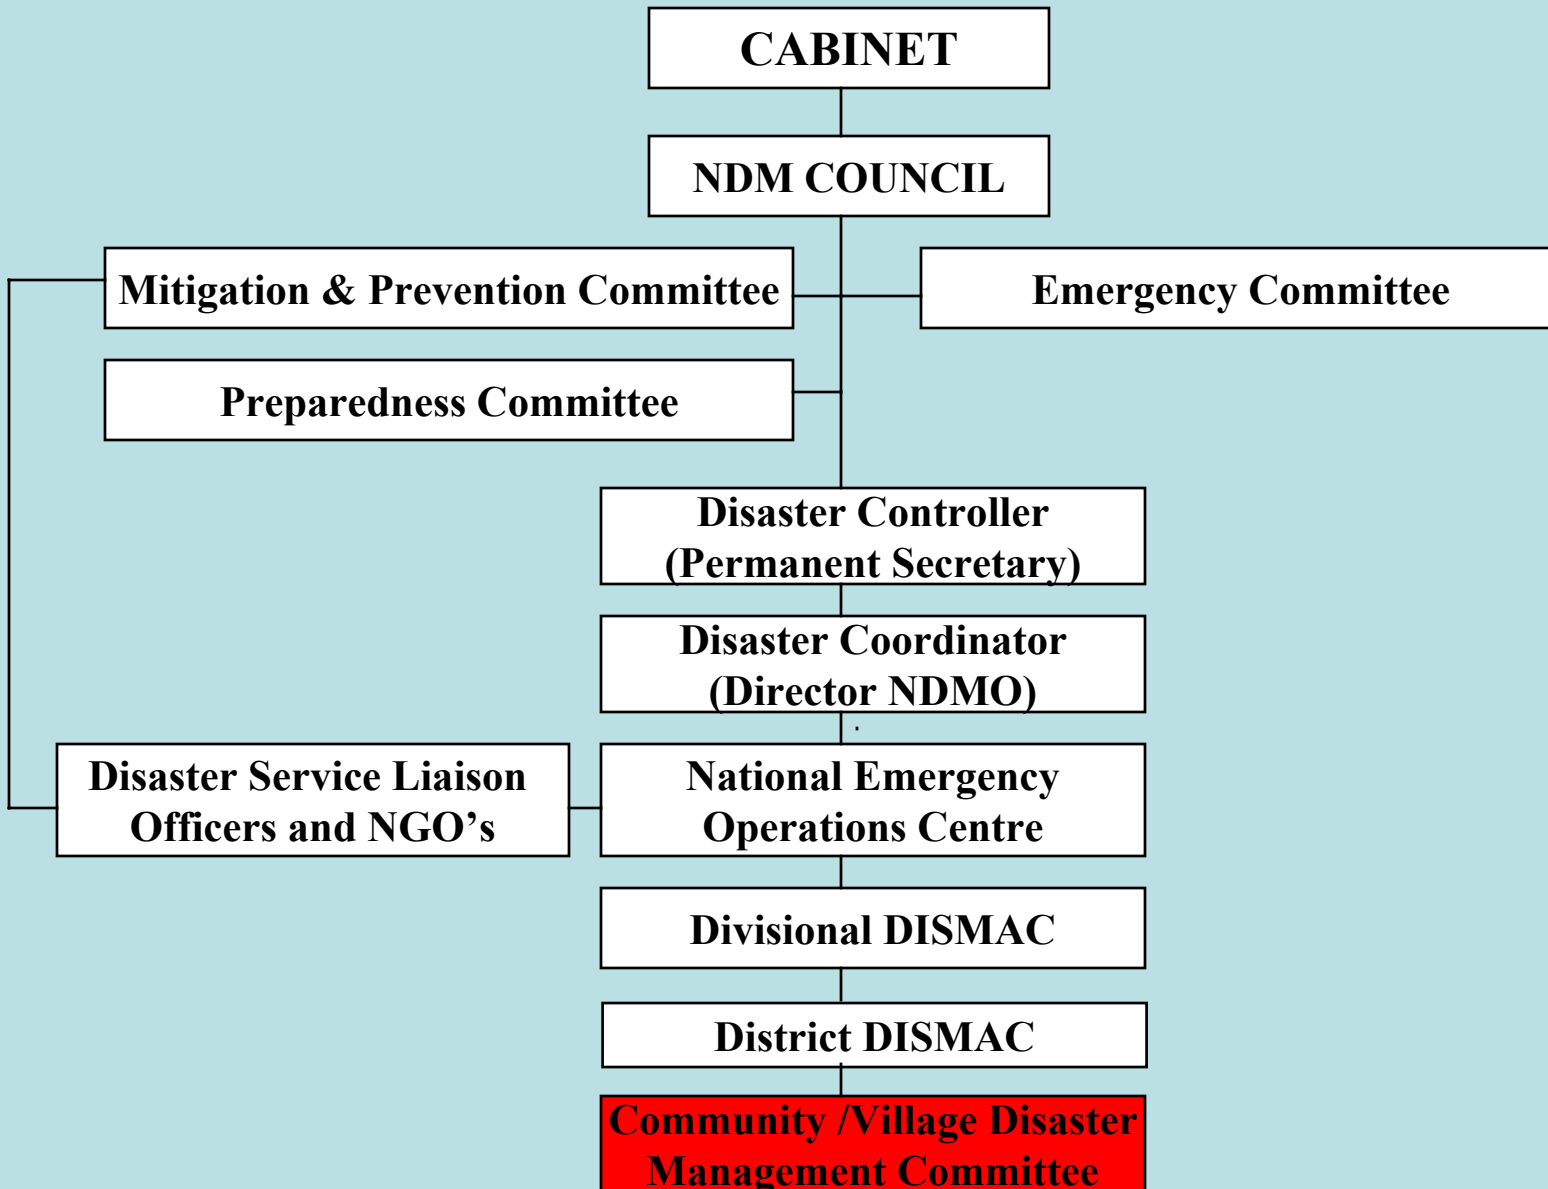 CABINET
NDM COUNCIL
Mitigation & Prevention Committee
Emergency Committee
Preparedness Committee
Disaster Controller
(Permanent Secretary)
Disaster Coordinator
(Director NDMO)
.
Disaster Service Liaison
Officers and NGO’s
National Emergency
Operations Centre
Divisional DISMAC
District DISMAC
Community /Village Disaster
Management Committee